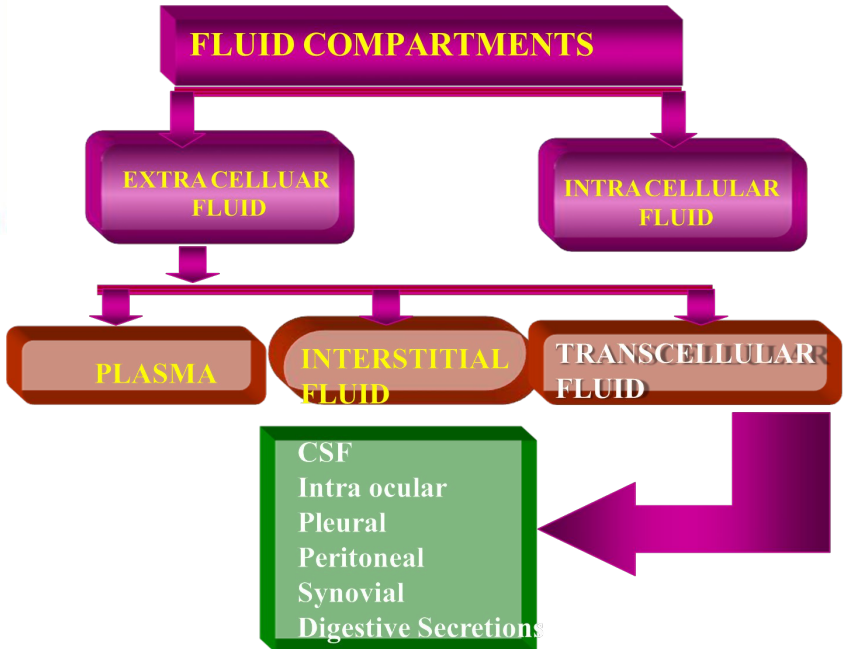 FLUID COMPARTMENTS
EXTRA CELLUAR
FLUID
INTRA CELLULAR
FLUID
PLASMA
INTERSTITIAL
FLUID
TRANSCELLULAR
FLUID
CSF
Intra ocular
Pleural
Peritoneal
Synovial
Digestive Secretions